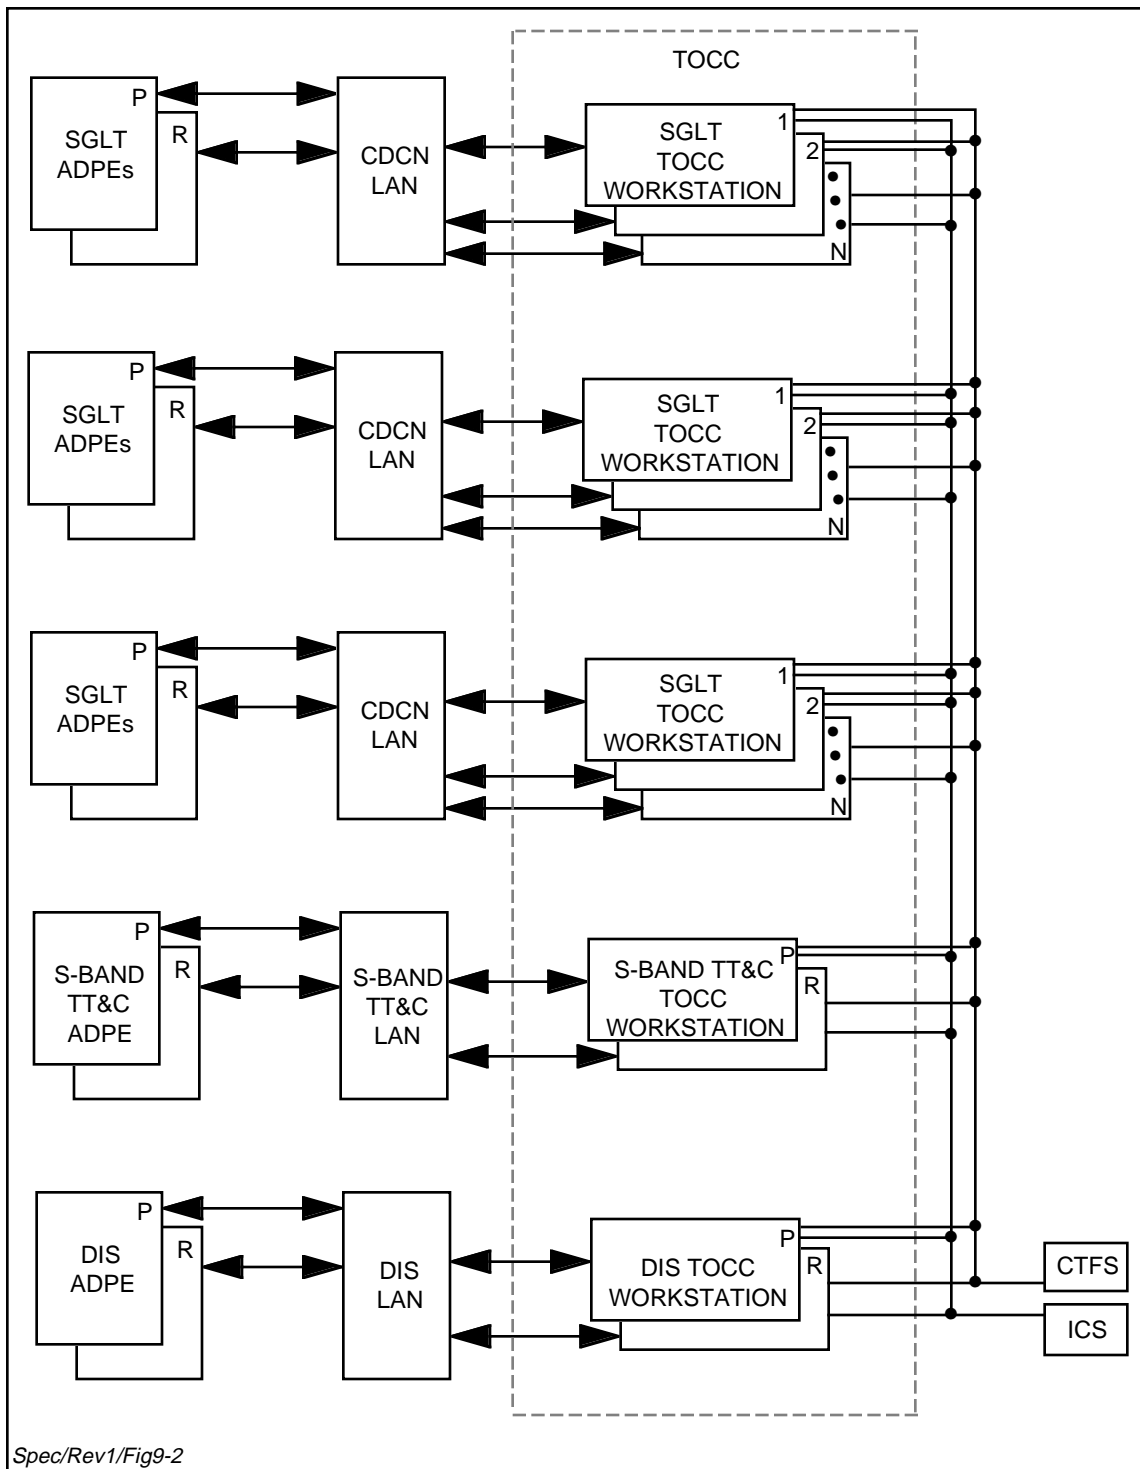 TOCC
P
SGLT
ADPEs
R
CDCN
LAN
SGLT
TOCC
WORKSTATION
1
2
N
P
SGLT
ADPEs
R
CDCN
LAN
SGLT
TOCC
WORKSTATION
1
2
N
P
SGLT
ADPEs
R
CDCN
LAN
SGLT
TOCC
WORKSTATION
1
2
N
P
S-BAND
TT&C
ADPE
R
S-BAND
TT&C
LAN
S-BAND TT&C
TOCC
WORKSTATION
P
R
P
DIS
ADPE
R
DIS
LAN
DIS TOCC
WORKSTATION
P
R
CTFS
ICS
Spec/Rev1/Fig9-2